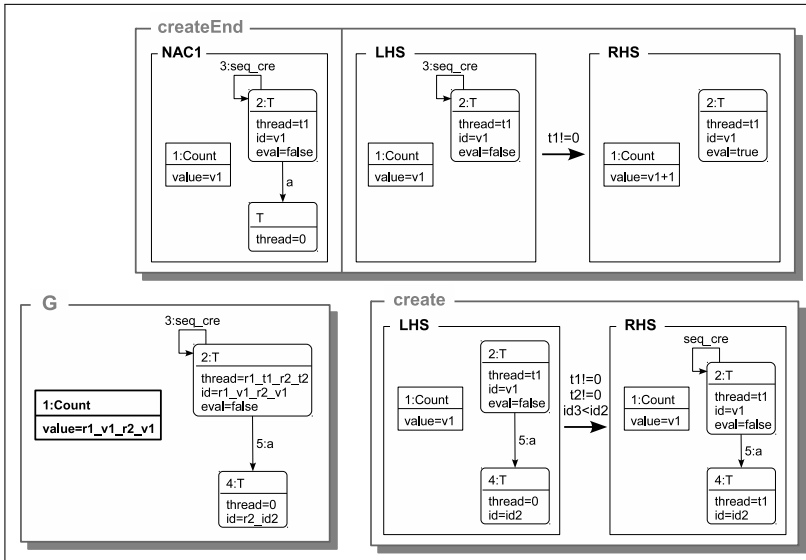 createEnd
NAC1
3:seq_cre
2:T
thread=t1
id=v1
eval=false
1:Count
value=v1
a
T
thread=0
LHS
3:seq_cre
2:T
thread=t1
id=v1
eval=false
1:Count
value=v1
t1!=0
RHS
2:T
thread=t1
id=v1
eval=true
1:Count
value=v1+1
G
3:seq_cre
2:T
thread=r1_t1_r2_t2
id=r1_v1_r2_v1
eval=false
1:Count
value=r1_v1_r2_v1
5:a
4:T
thread=0
id=r2_id2
create
LHS
2:T
thread=t1
id=v1
1:Count
value=v1
5:a
4:T
thread=0
id=id2
t1!=0
t2!=0
id3<id2
RHS
seq_cre
2:T
thread=t1
id=v1
eval=false
1:Count
value=v1
5:a
4:T
thread=t1
id=id2